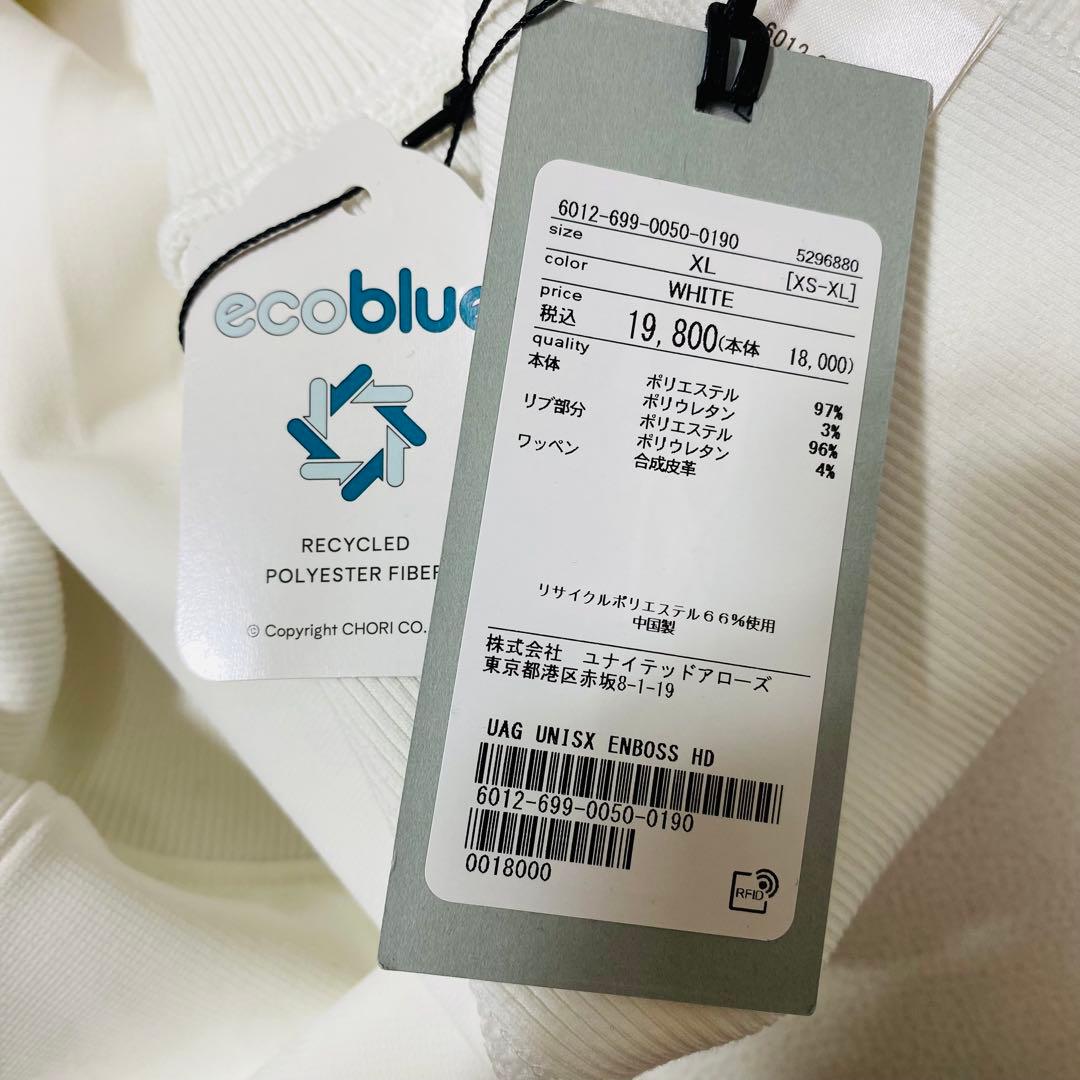 6012
ecoblue
RECYCLED
POLYESTER FIBER
© Copyright CHORI CO.
6012-699-0050-0190
5296880
size XL [XS-XL]
color WHITE
price
税込 19,800(本体 18,000)
quality
本体 ポリエステル 97%
ポリウレタン 3%
リブ部分 ポリエステル 96%
ポリウレタン 4%
ワッペン 合成皮革
リサイクルポリエステル66%使用
中国製
株式会社 ユナイテッドアローズ
東京都港区赤坂8-1-19
UAG UNISX ENBOSS HD
6012-699-0050-0190
0018000
RFID